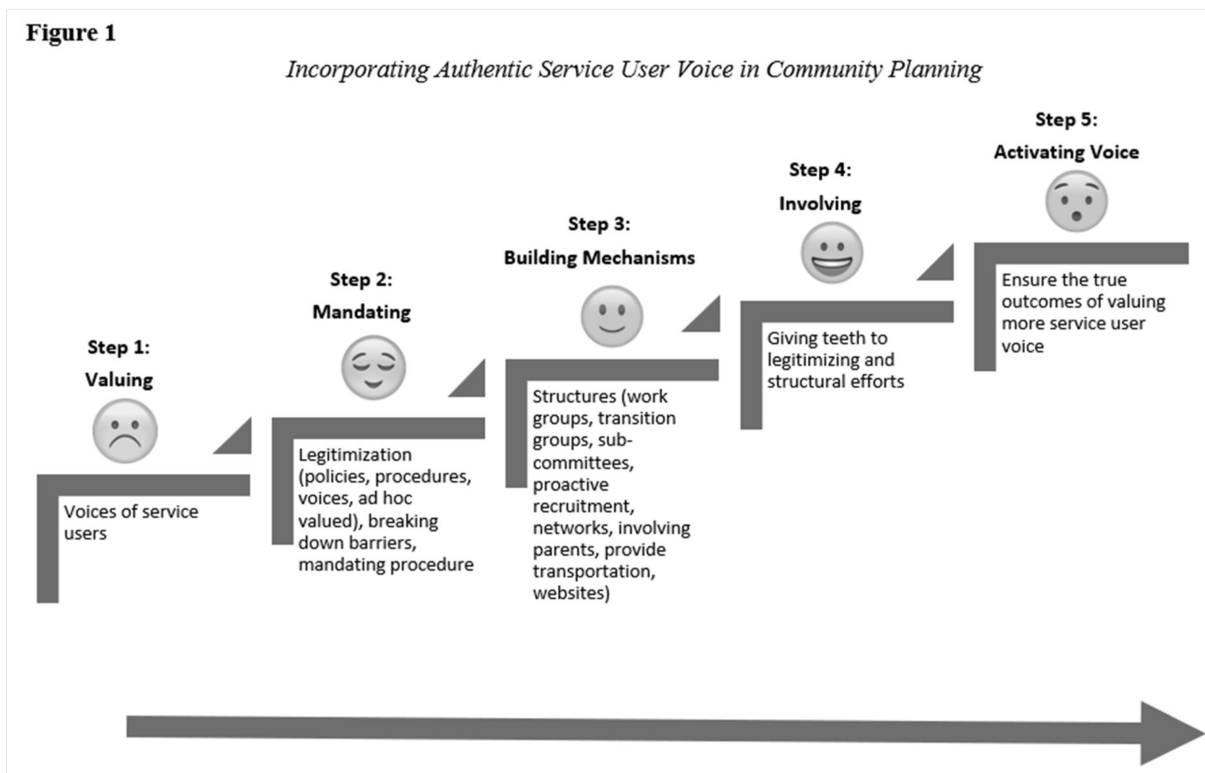 Figure 1
Incorporating Authentic Service User Voice in Community Planning
Step 1:
Valuing
Voices of service
users
Step 2:
Mandating
Legitimization
(policies, procedures,
voices, ad hoc
valued), breaking
down barriers,
mandating procedure
Step 3:
Building Mechanisms
Structures (work
groups, transition
groups, sub-
committees,
proactive
recruitment,
networks, involving
parents, provide
transportation,
websites)
Step 4:
Involving
Giving teeth to
legitimizing and
structural efforts
Step 5:
Activating Voice
Ensure the true
outcomes of valuing
more service user
voice